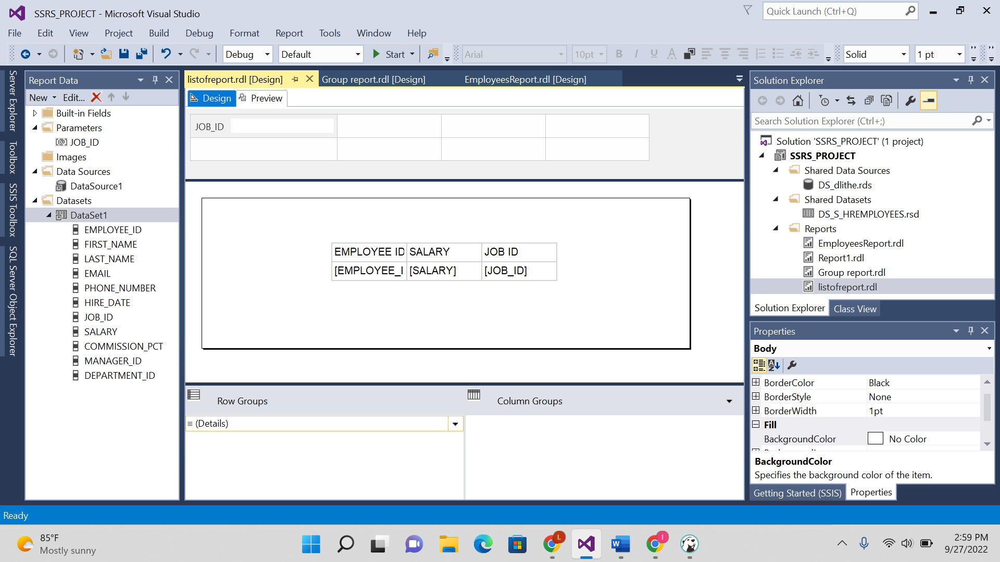 SSRS_PROJECT - Microsoft Visual Studio
Quick Launch (Ctrl+Q)
File Edit View Project Build Debug Format Report Tools Window Help
Debug Default Start Arial 10pt B I U A Solid 1 pt
Server Explorer
Toolbox
SSIS Toolbox
SQL Server Object Explorer
Report Data
New Edit...
Built-in Fields
Parameters
[@] JOB_ID
Images
Data Sources
DataSource1
Datasets
DataSet1
EMPLOYEE_ID
FIRST_NAME
LAST_NAME
EMAIL
PHONE_NUMBER
HIRE_DATE
JOB_ID
SALARY
COMMISSION_PCT
MANAGER_ID
DEPARTMENT_ID
listofreport.rdl [Design] Group report.rdl [Design] EmployeesReport.rdl [Design]
Design Preview
JOB_ID
EMPLOYEE ID SALARY JOB ID
[EMPLOYEE_I [SALARY] [JOB_ID]
Row Groups Column Groups
(Details)
Solution Explorer
Search Solution Explorer (Ctrl+;)
Solution 'SSRS_PROJECT' (1 project)
SSRS_PROJECT
Shared Data Sources
DS_dlithe.rds
Shared Datasets
DS_S_HREMPLOYEES.rsd
Reports
EmployeesReport.rdl
Report1.rdl
Group report.rdl
listofreport.rdl
Solution Explorer Class View
Properties
Body
BorderColor Black
BorderStyle None
BorderWidth 1pt
Fill
BackgroundColor No Color
BackgroundColor
Specifies the background color of the item.
Getting Started (SSIS) Properties
Ready
85°F
Mostly sunny
L
W
I
2:59 PM
9/27/2022